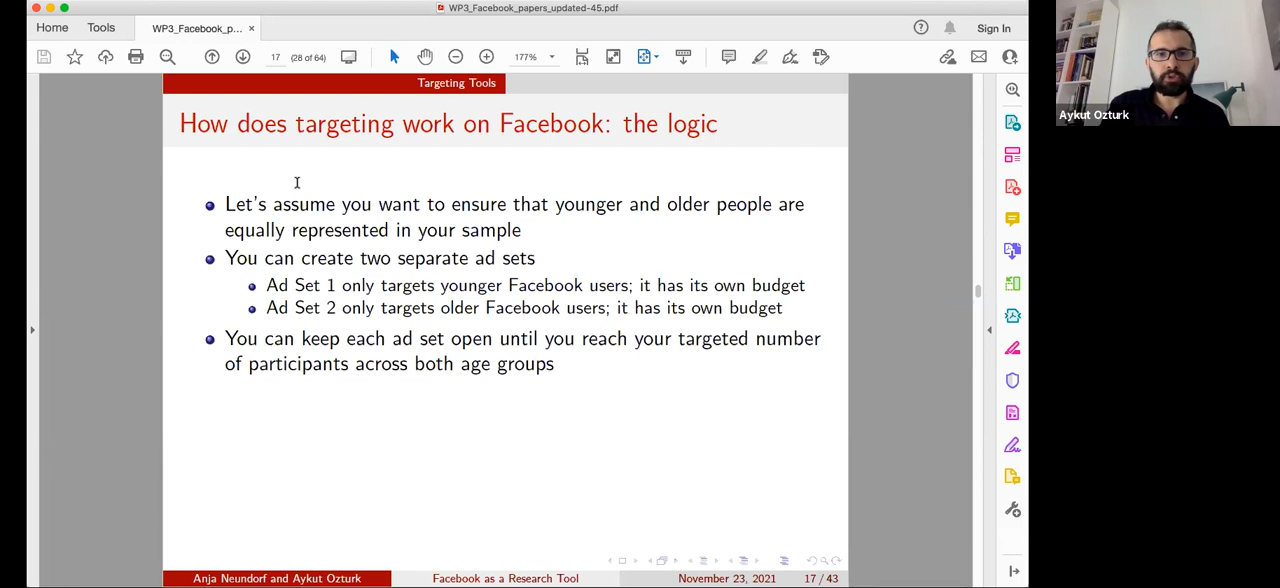 WP3_Facebook_papers_updated-45.pdf
Home
Tools
WP3_Facebook_p... ×
Sign In
17
(28 of 64)
177%
Targeting Tools
How does targeting work on Facebook: the logic
Let's assume you want to ensure that younger and older people are
equally represented in your sample
You can create two separate ad sets
Ad Set 1 only targets younger Facebook users; it has its own budget
Ad Set 2 only targets older Facebook users; it has its own budget
You can keep each ad set open until you reach your targeted number
of participants across both age groups
Anja Neundorf and Aykut Ozturk
Facebook as a Research Tool
November 23, 2021
17 / 43
Aykut Ozturk